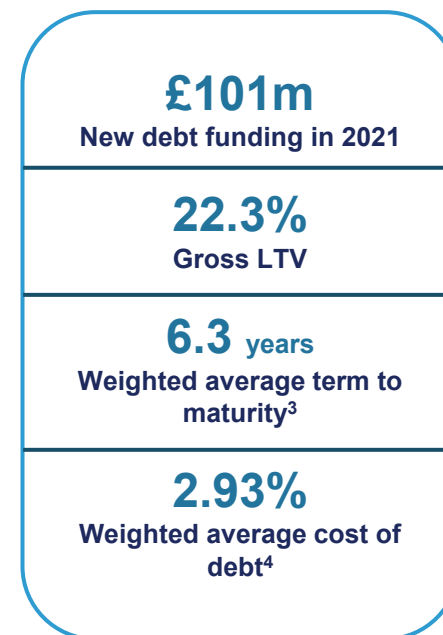 £101m
New debt funding in 2021
22.3%
Gross LTV
6.3 years
Weighted average term to
maturity³
2.93%
Weighted average cost of
debt⁴